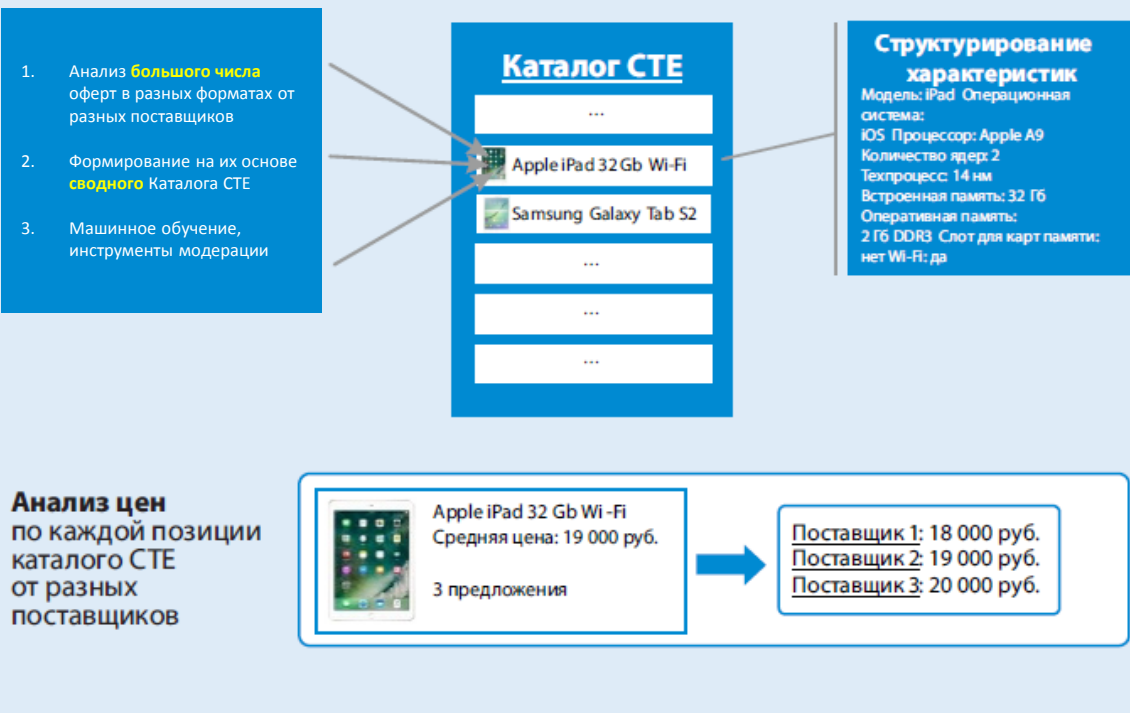 1. Анализ большого числа
оферт в разных форматах от
разных поставщиков
2. Формирование на их основе
сводного Каталога СТЕ
3. Машинное обучение,
инструменты модерации
Каталог СТЕ
...
Apple iPad 32 Gb Wi-Fi
Samsung Galaxy Tab S2
...
...
...
Структурирование
характеристик
Модель: iPad Операционная
система:
iOS Процессор: Apple A9
Количество ядер: 2
Техпроцесс: 14 нм
Встроенная память: 32 Гб
Оперативная память:
2 Гб DDR3 Слот для карт памяти:
нет Wi-Fi: да
Анализ цен
по каждой позиции
каталого СТЕ
от разных
поставщиков
Apple iPad 32 Gb Wi -Fi
Средняя цена: 19 000 руб.
3 предложения
Поставщик 1: 18 000 руб.
Поставщик 2: 19 000 руб.
Поставщик 3: 20 000 руб.